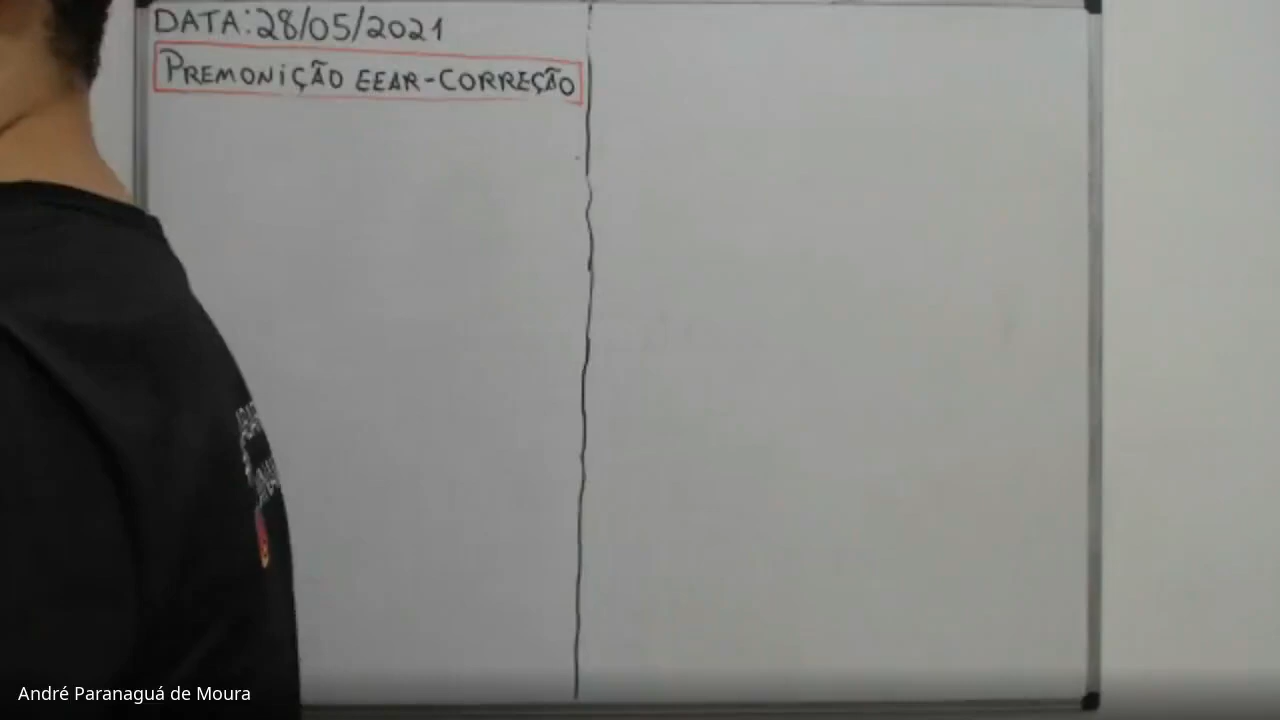 DATA: 28/05/2021
PREMONIÇÃO EEAR-CORREÇÃO
André Paranaguá de Moura